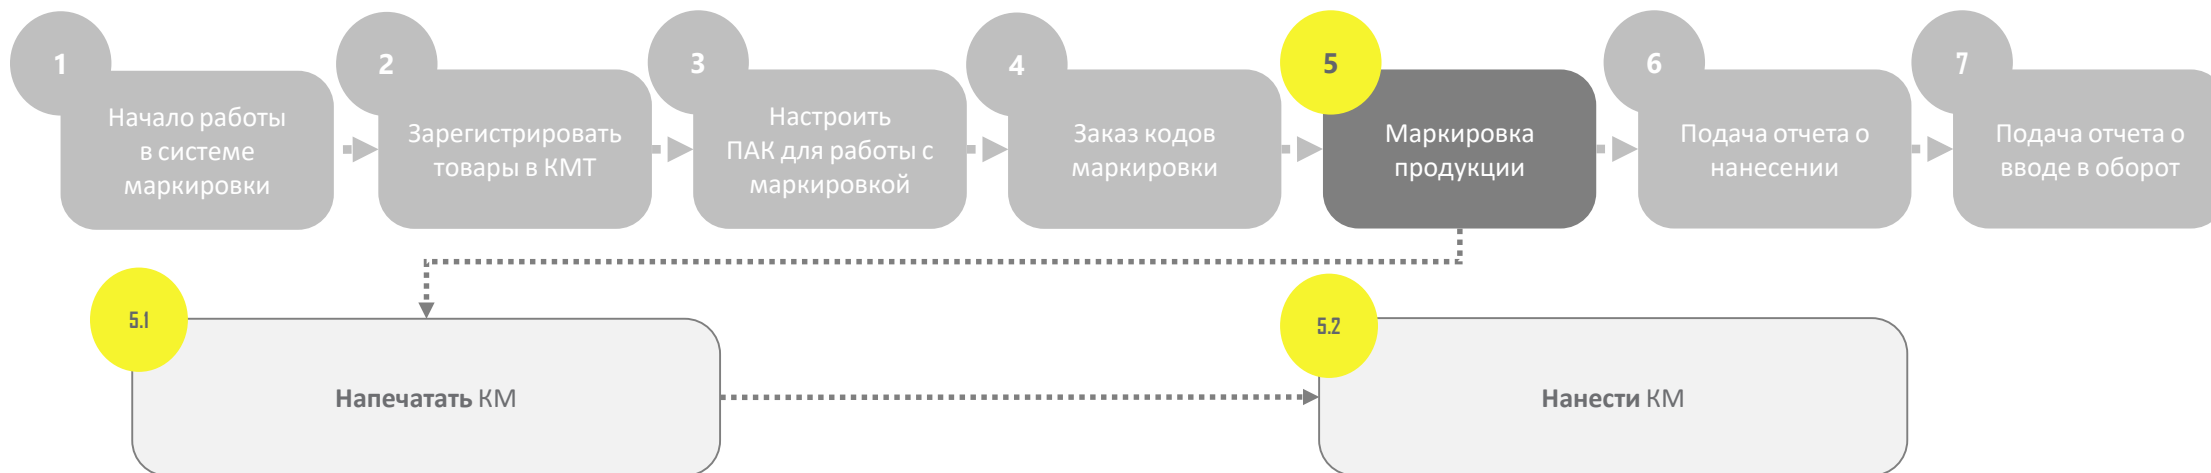 1
Начало работы
в системе
маркировки
2
Зарегистрировать
товары в КМТ
3
Настроить
ПАК для работы с
маркировкой
4
Заказ кодов
маркировки
5
Маркировка
продукции
6
Подача отчета о
нанесении
7
Подача отчета о
вводе в оборот
5.1
Напечатать КМ
5.2
Нанести КМ